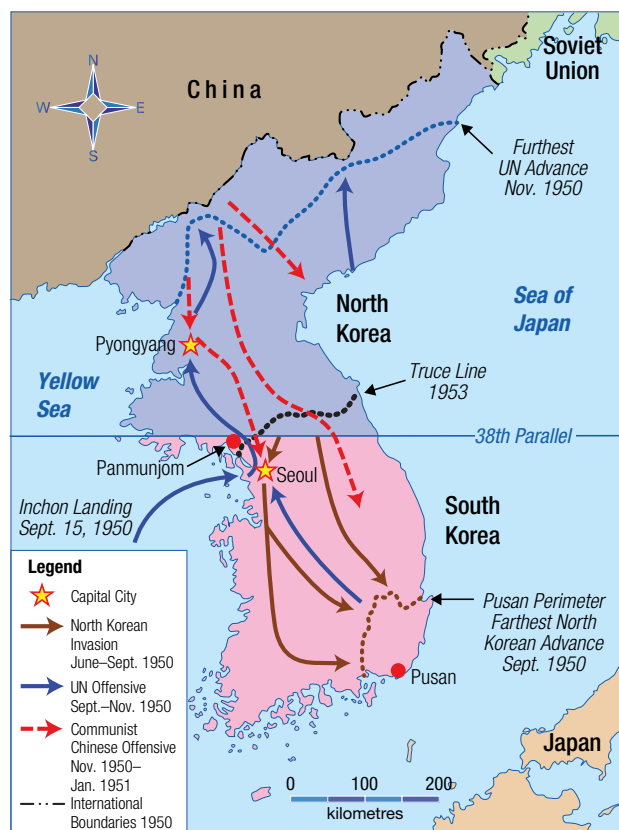 Soviet
Union
China
N
W
E
S
Furthest
UN Advance
Nov. 1950
North
Korea
Sea of
Japan
Pyongyang
Yellow
Sea
Truce Line
1953
38th Parallel
Panmunjom
Seoul
Inchon Landing
Sept. 15, 1950
South
Korea
Pusan Perimeter
Farthest North
Korean Advance
Sept. 1950
Pusan
Japan
Legend
Capital City
North Korean
Invasion
June–Sept. 1950
UN Offensive
Sept.–Nov. 1950
Communist
Chinese Offensive
Nov. 1950–
Jan. 1951
International
Boundaries 1950
0 100 200
kilometres